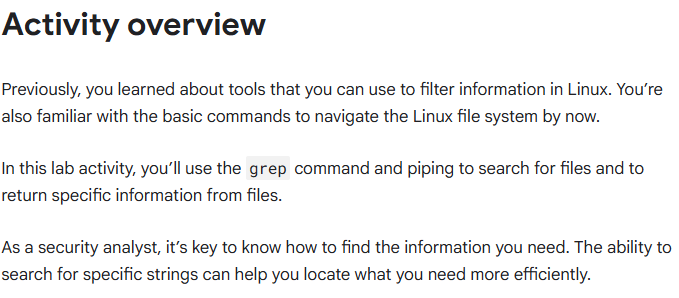 Activity overview
Previously, you learned about tools that you can use to filter information in Linux. You’re
also familiar with the basic commands to navigate the Linux file system by now.
In this lab activity, you’ll use the grep command and piping to search for files and to
return specific information from files.
As a security analyst, it’s key to know how to find the information you need. The ability to
search for specific strings can help you locate what you need more efficiently.